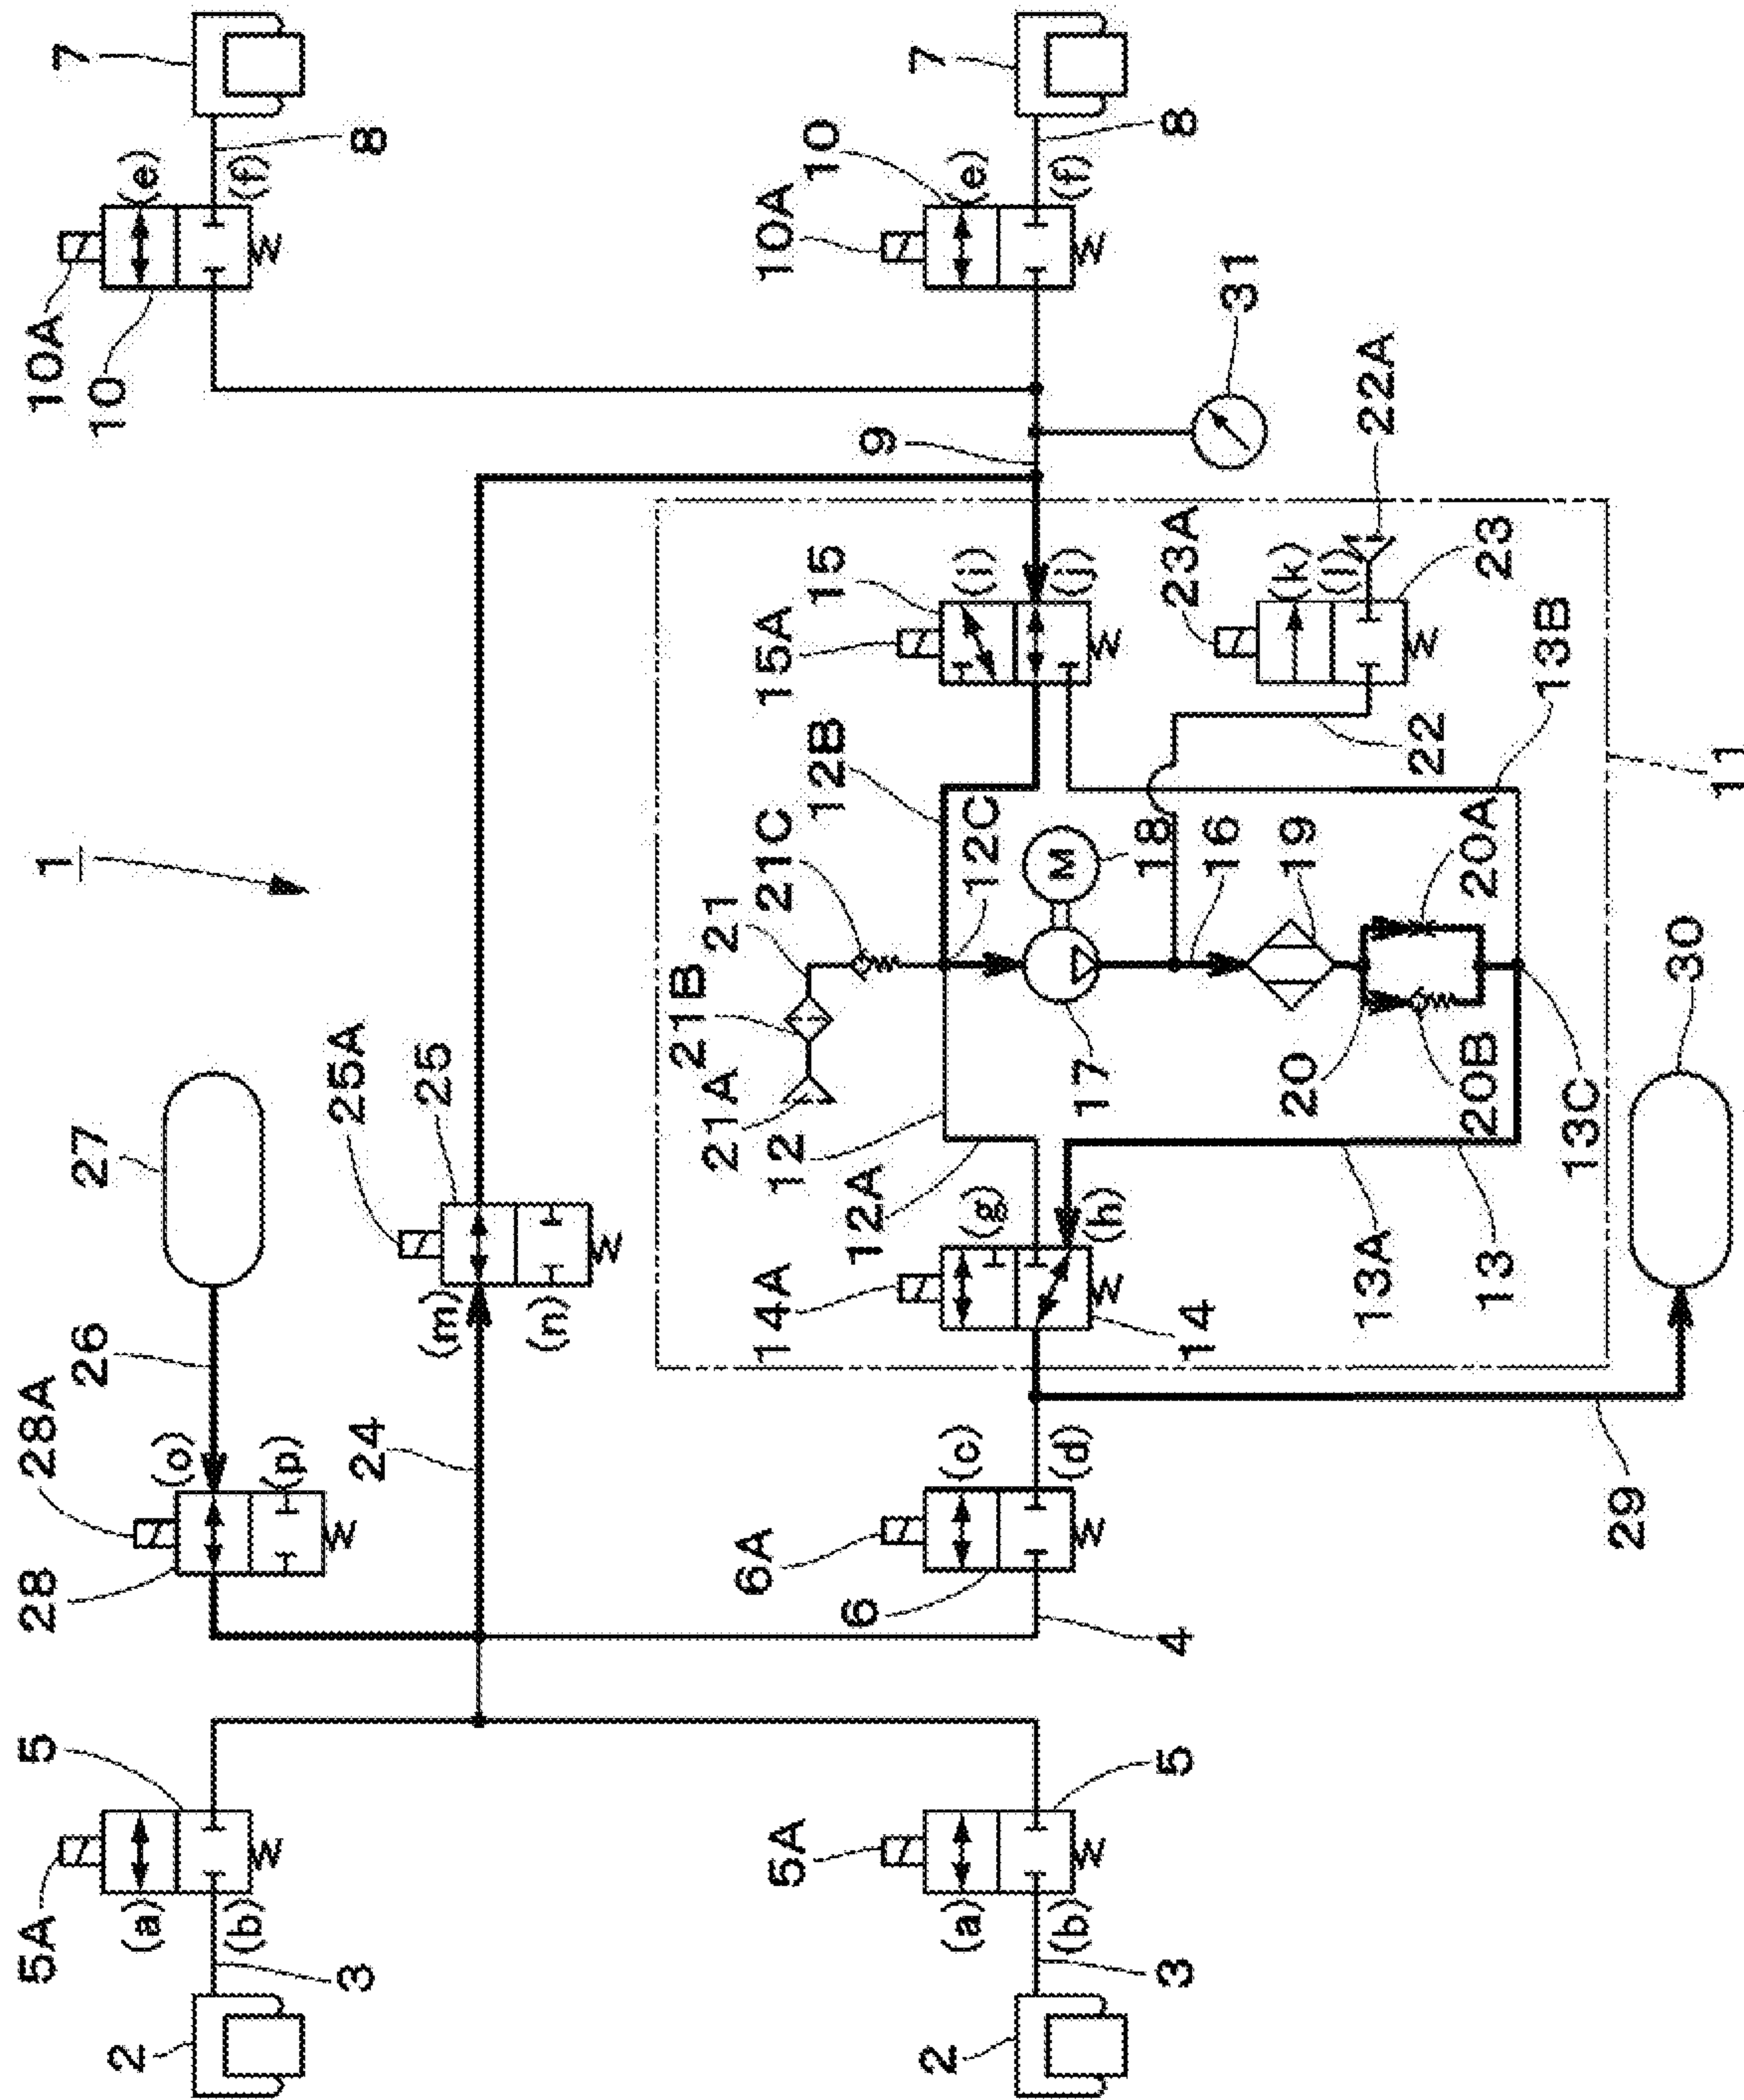 5A
5
28
28A
10A
1
26
27
7
10
2
(a)
(o)
(e)
(b)
(p)
(f)
3
24
25A
8
(m)
25
(n)
21B
21A
21
6A
14A
5A
12
21C
15A
10A
12B
15
10
6
12A
9
2
(a)
(c)
(g)
12C
(i)
(e)
7
(b)
(d)
(h)
17
(j)
(f)
3
5
4
14
18
23A
8
16
31
20
19
(k)
(l)
22A
13A
20B
22
13
20A
23
13C
13B
29
30
11